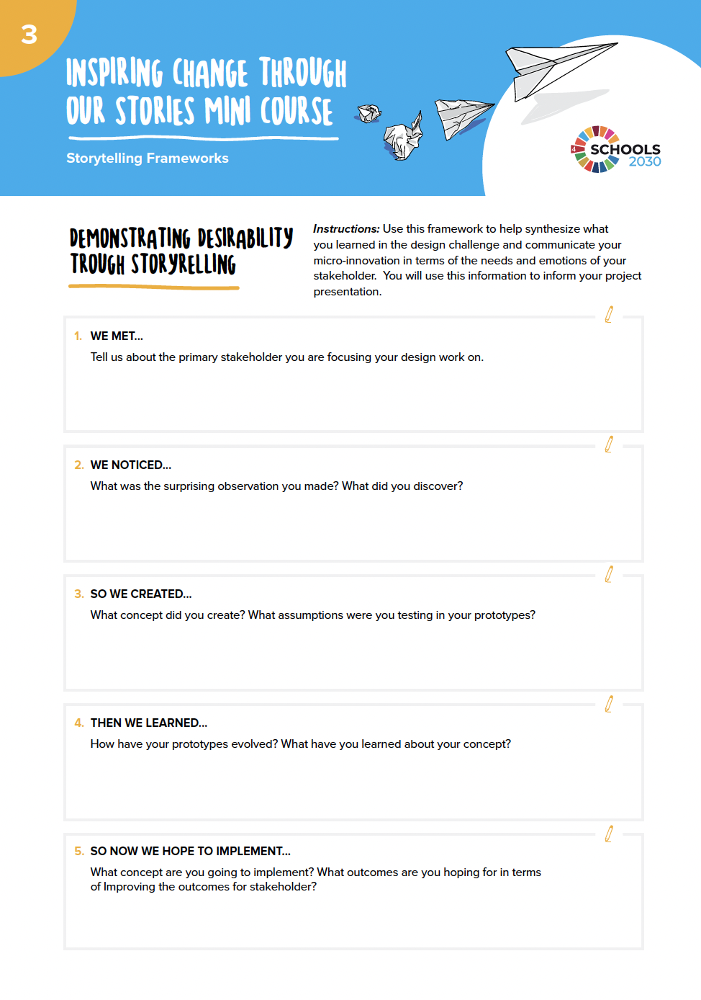 3
INSPIRING CHANGE THROUGH
OUR STORIES MINI COURSE
Storytelling Frameworks
4 SCHOOLS
2030
DEMONSTRATING DESIRABILITY
TROUGH STORYRELLING
Instructions: Use this framework to help synthesize what
you learned in the design challenge and communicate your
micro-innovation in terms of the needs and emotions of your
stakeholder. You will use this information to inform your project
presentation.
1. WE MET...
Tell us about the primary stakeholder you are focusing your design work on.
2. WE NOTICED...
What was the surprising observation you made? What did you discover?
3. SO WE CREATED...
What concept did you create? What assumptions were you testing in your prototypes?
4. THEN WE LEARNED...
How have your prototypes evolved? What have you learned about your concept?
5. SO NOW WE HOPE TO IMPLEMENT...
What concept are you going to implement? What outcomes are you hoping for in terms
of Improving the outcomes for stakeholder?